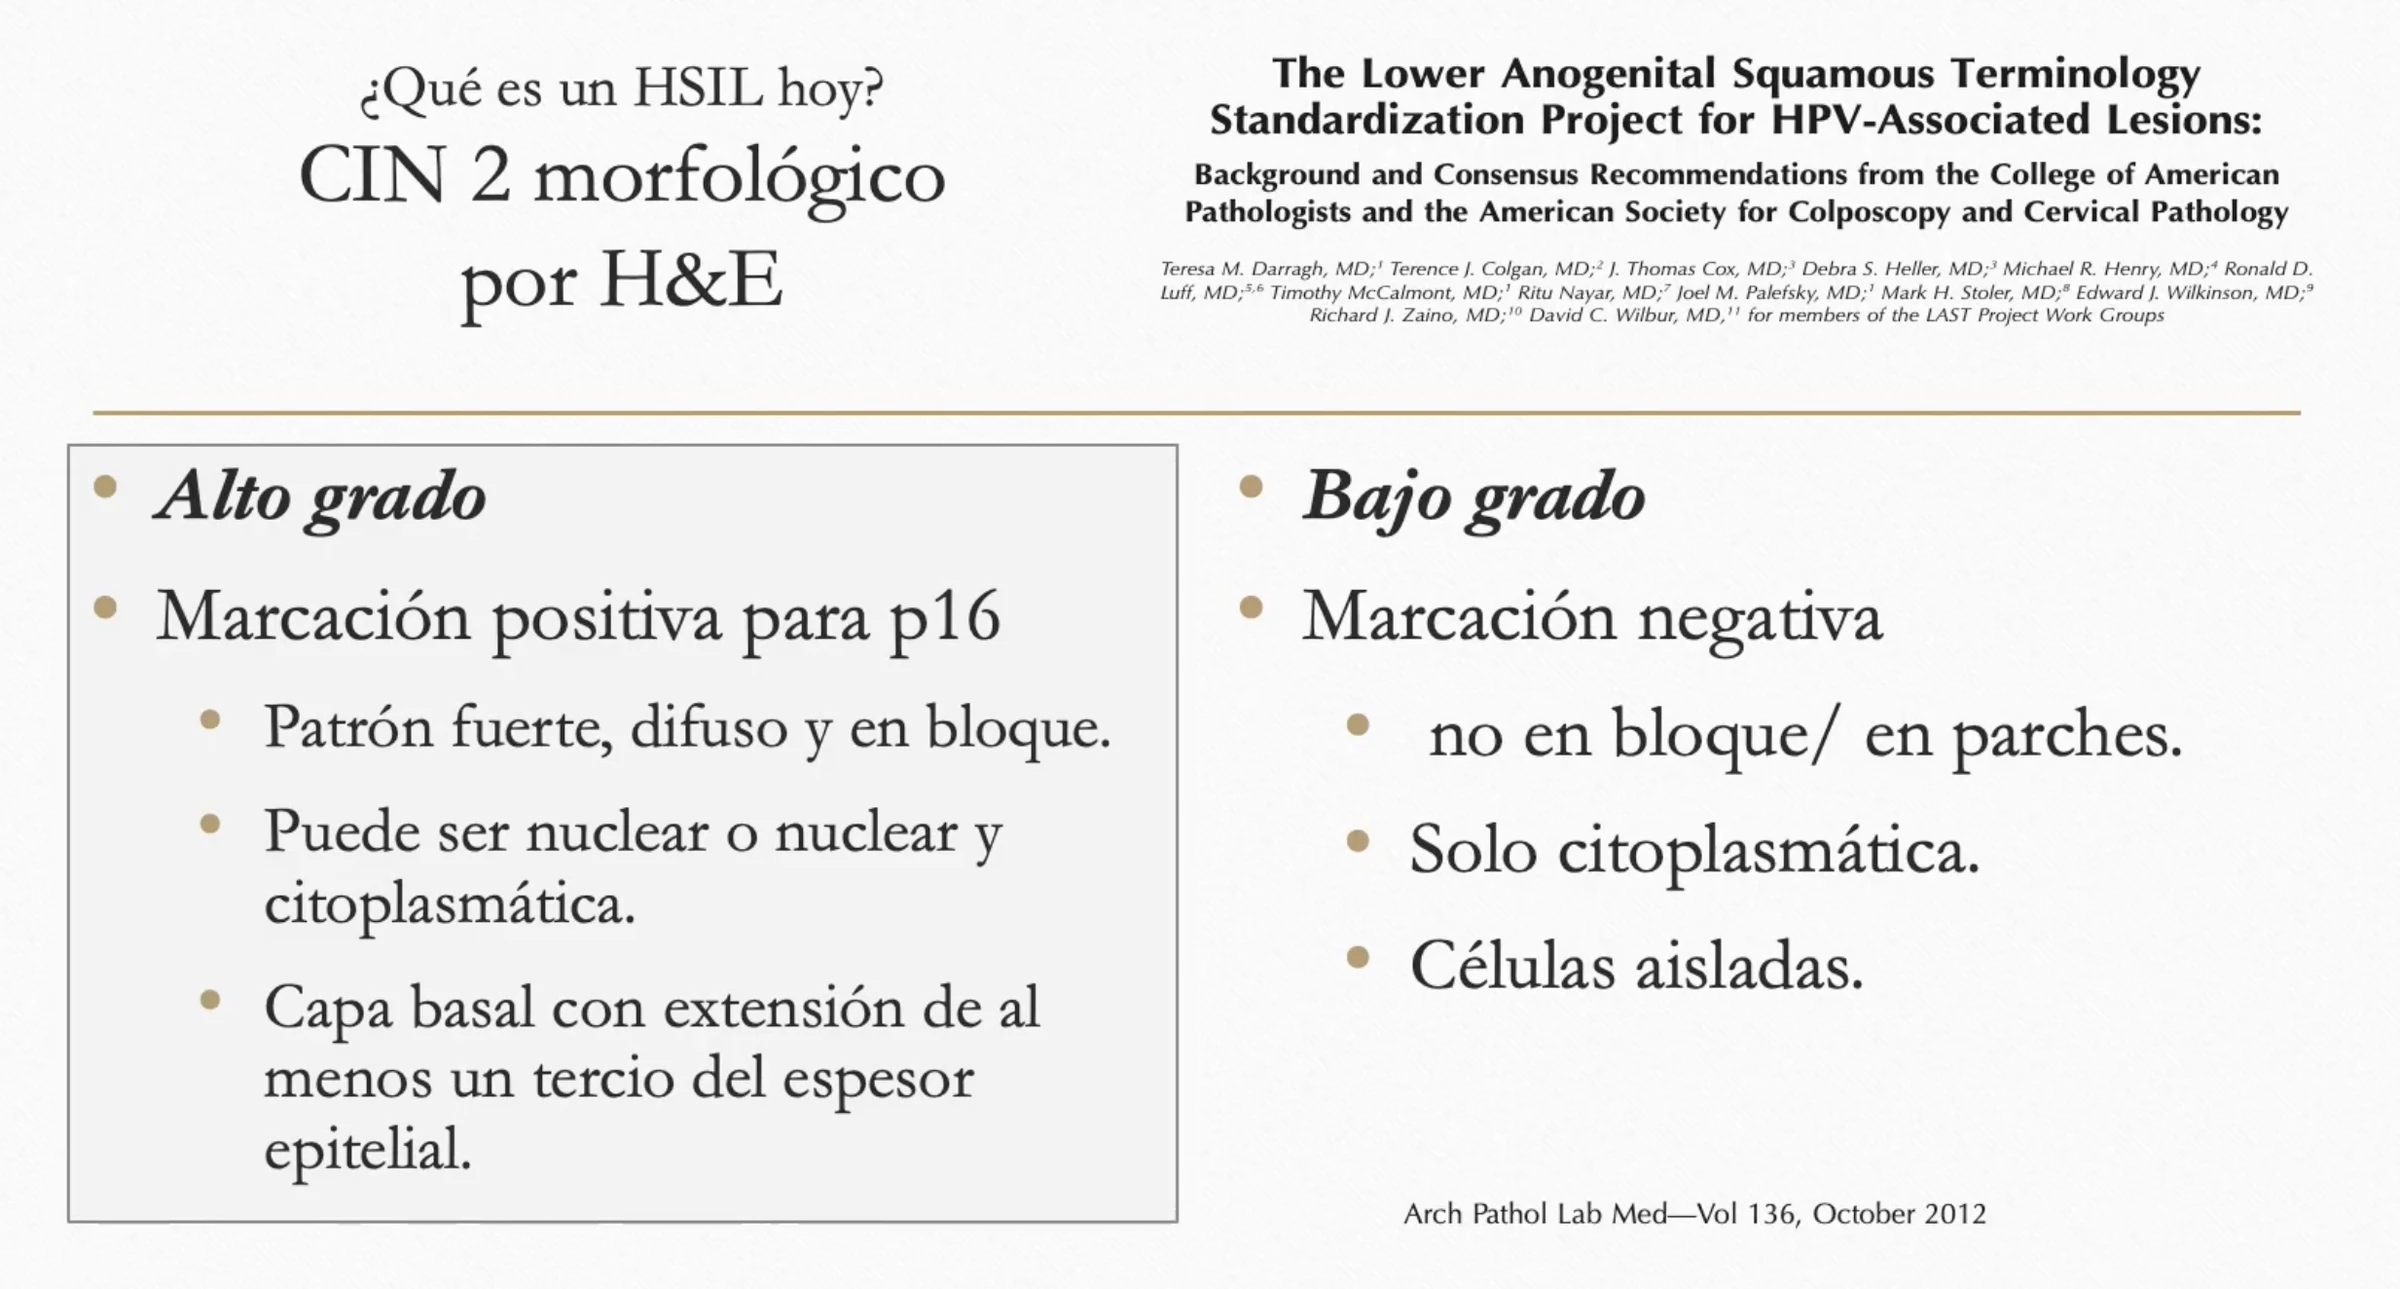 ¿Qué es un HSIL hoy?
CIN 2 morfológico
por H&E
The Lower Anogenital Squamous Terminology
Standardization Project for HPV-Associated Lesions:
Background and Consensus Recommendations from the College of American
Pathologists and the American Society for Colposcopy and Cervical Pathology
Teresa M. Darragh, MD;¹ Terence J. Colgan, MD;² J. Thomas Cox, MD;³ Debra S. Heller, MD;³ Michael R. Henry, MD;⁴ Ronald D.
Luff, MD;⁵,⁶ Timothy McCalmont, MD;¹ Ritu Nayar, MD;⁷ Joel M. Palefsky, MD;¹ Mark H. Stoler, MD;⁸ Edward J. Wilkinson, MD;⁹
Richard J. Zaino, MD;¹⁰ David C. Wilbur, MD,¹¹ for members of the LAST Project Work Groups
• Alto grado
• Marcación positiva para p16
• Patrón fuerte, difuso y en bloque.
• Puede ser nuclear o nuclear y
citoplasmática.
• Capa basal con extensión de al
menos un tercio del espesor
epitelial.
• Bajo grado
• Marcación negativa
• no en bloque/ en parches.
• Solo citoplasmática.
• Células aisladas.
Arch Pathol Lab Med—Vol 136, October 2012